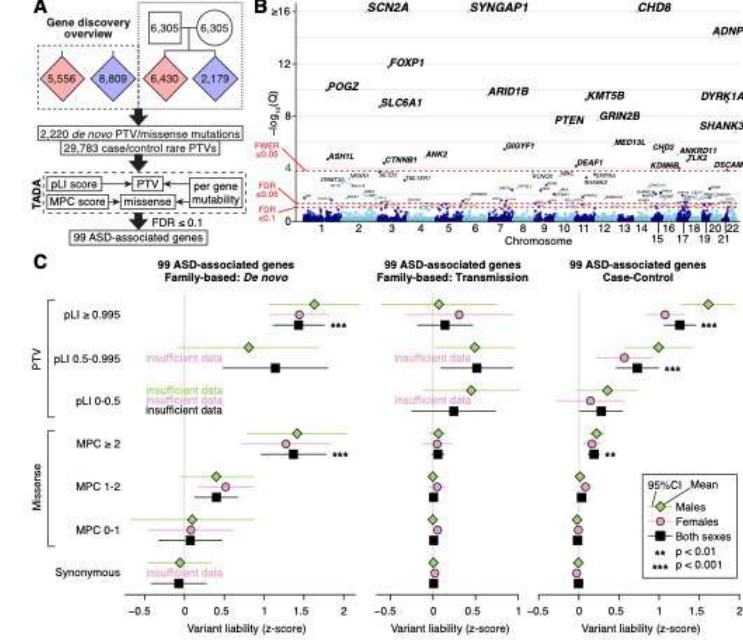 A
Gene discovery
overview
6,305
6,305
5,556
8,809
6,430
2,179
2,220 de novo PTV/missense mutations
29,783 case/control rare PTVs
TADA
pLI score
PTV
per gene
mutability
MPC score
missense
FDR ≤ 0.1
99 ASD-associated genes
B
-log10(Q)
≥16
12
8
4
0
FWER
≤0.05
FDR
≤0.05
FDR
≤0.1
SCN2A
SYNGAP1
CHD8
ADNP
FOXP1
POGZ
SLC6A1
ARID1B
KMT5B
DYRK1A
PTEN
GRIN2B
SHANK3
ASH1L
CTNNB1
ANK2
GIGYF1
DEAF1
MED13L
CHD2
ANKRD11
KDM6B
TLK2
DSCAM
1 2 3 4 5 6 7 8 9 10 11 12 13 14 16 18 20 22
15 17 19 21
Chromosome
C
99 ASD-associated genes
Family-based: De novo
99 ASD-associated genes
Family-based: Transmission
99 ASD-associated genes
Case-Control
PTV
pLI ≥ 0.995
***
***
pLI 0.5-0.995
insufficient data
insufficient data
***
pLI 0-0.5
insufficient data
insufficient data
insufficient data
insufficient data
Missense
MPC ≥ 2
***
**
MPC 1-2
MPC 0-1
Synonymous
insufficient data
95%CI Mean
Males
Females
Both sexes
** p < 0.01
*** p < 0.001
-0.5 0 0.5 1 1.5 2
Variant liability (z-score)
-0.5 0 0.5 1
Variant liability (z-score)
-0.5 0 0.5 1 1.5 2
Variant liability (z-score)